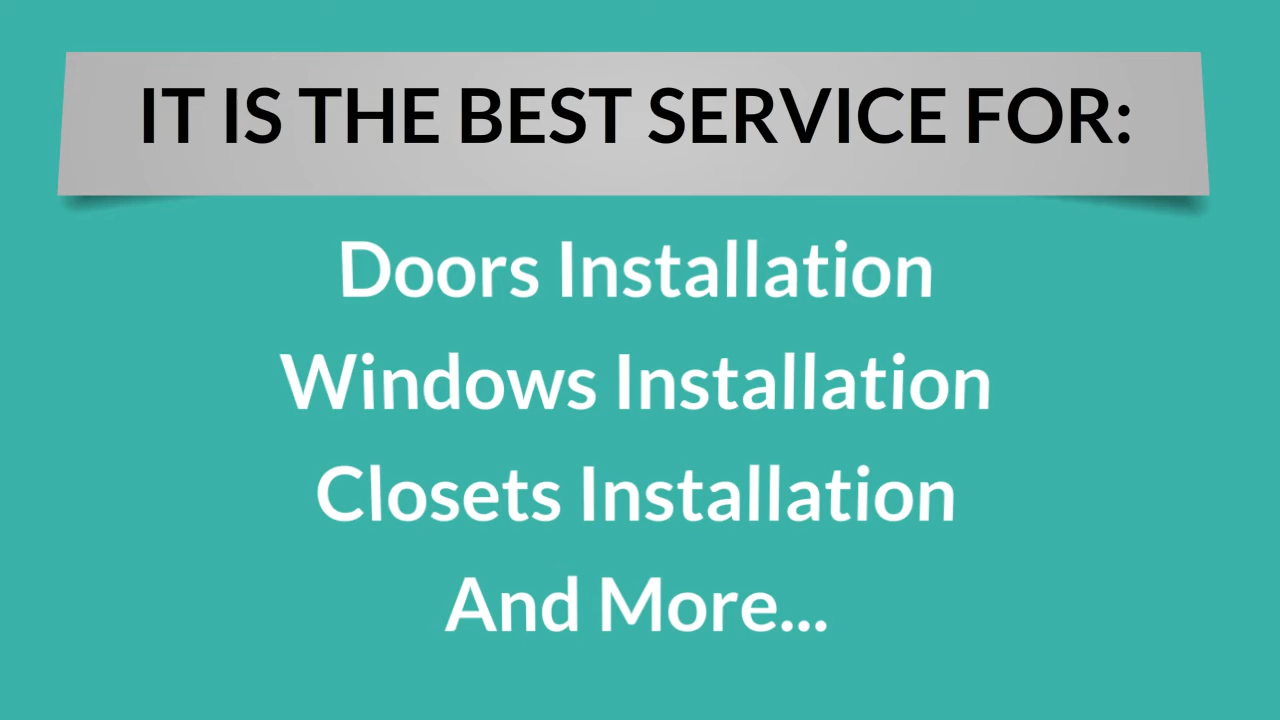 IT IS THE BEST SERVICE FOR:
Doors Installation
Windows Installation
Closets Installation
And More...